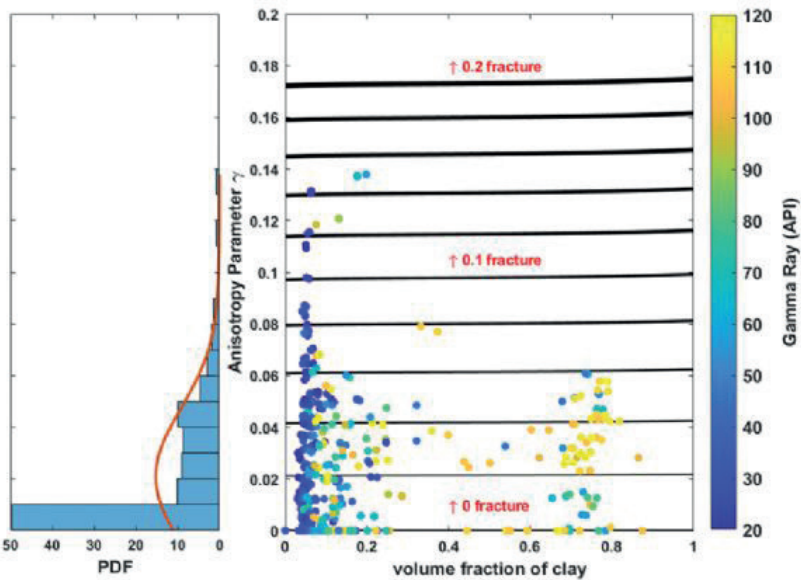 0.2
0.18
0.16
0.14
0.12
0.1
0.08
0.06
0.04
0.02
0
Anisotropy Parameter γ
↑ 0.2 fracture
↑ 0.1 fracture
↑ 0 fracture
50 40 30 20 10 0
PDF
0 0.2 0.4 0.6 0.8 1
volume fraction of clay
120
110
100
90
80
70
60
50
40
30
20
Gamma Ray (API)